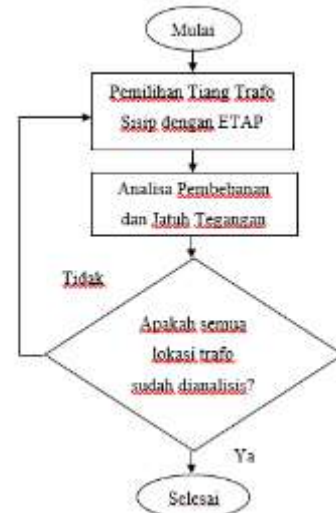 Mulai
Pemilihan Tiang Trafo
Sisip dengan ETAP
Analisa Pembebanan
dan Jatuh Tegangan
Tidak
Apakah semua
lokasi trafo
sudah dianalisis?
Ya
Selesai